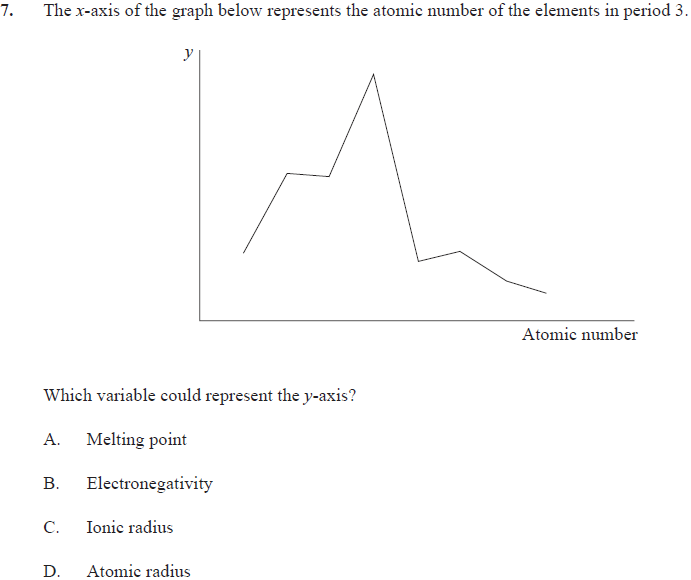 7. The x-axis of the graph below represents the atomic number of the elements in period 3.
y
Atomic number
Which variable could represent the y-axis?
A. Melting point
B. Electronegativity
C. Ionic radius
D. Atomic radius